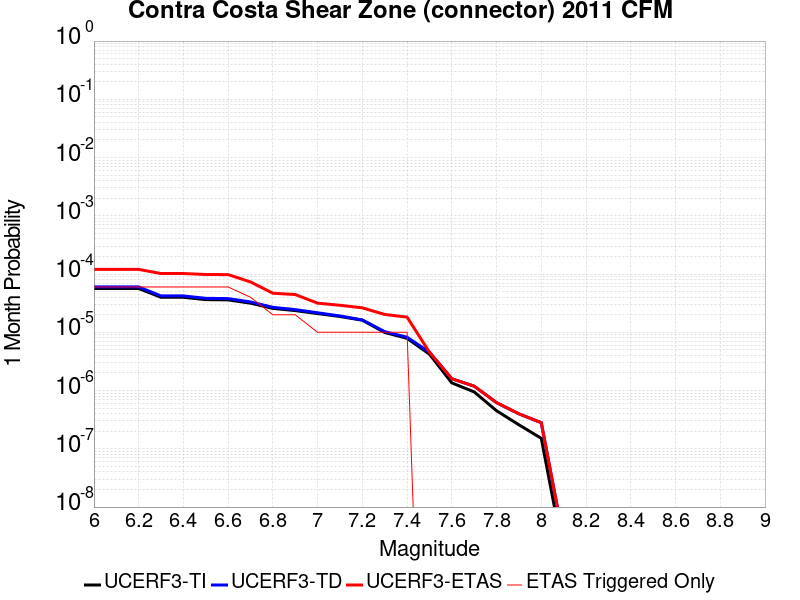 Contra Costa Shear Zone (connector) 2011 CFM
1 Month Probability
10^0
10^-1
10^-2
10^-3
10^-4
10^-5
10^-6
10^-7
10^-8
6 6.2 6.4 6.6 6.8 7 7.2 7.4 7.6 7.8 8 8.2 8.4 8.6 8.8 9
Magnitude
UCERF3-TI UCERF3-TD UCERF3-ETAS ETAS Triggered Only